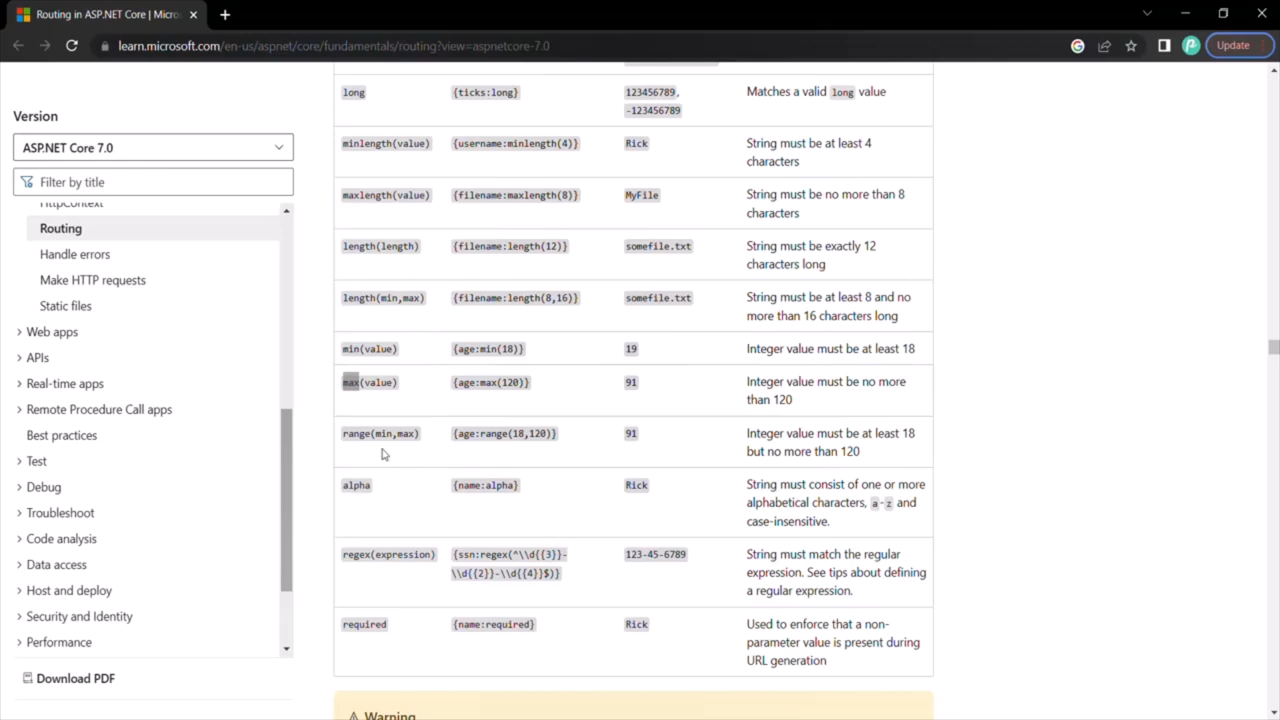 Routing in ASP.NET Core | Micros
learn.microsoft.com/en-us/aspnet/core/fundamentals/routing?view=aspnetcore-7.0
Update
Version
ASP.NET Core 7.0
Filter by title
HttpContext
Routing
Handle errors
Make HTTP requests
Static files
Web apps
APIs
Real-time apps
Remote Procedure Call apps
Best practices
Test
Debug
Troubleshoot
Code analysis
Data access
Host and deploy
Security and Identity
Performance
Download PDF
long {ticks:long} 123456789, Matches a valid long value
-123456789
minlength(value) {username:minlength(4)} Rick String must be at least 4
characters
maxlength(value) {filename:maxlength(8)} MyFile String must be no more than 8
characters
length(length) {filename:length(12)} somefile.txt String must be exactly 12
characters long
length(min,max) {filename:length(8,16)} somefile.txt String must be at least 8 and no
more than 16 characters long
min(value) {age:min(18)} 19 Integer value must be at least 18
max(value) {age:max(120)} 91 Integer value must be no more
than 120
range(min,max) {age:range(18,120)} 91 Integer value must be at least 18
but no more than 120
alpha {name:alpha} Rick String must consist of one or more
alphabetical characters, a-z and
case-insensitive.
regex(expression) {ssn:regex(^\\d{{3}}- 123-45-6789 String must match the regular
\\d{{2}}-\\d{{4}}$)} expression. See tips about defining
a regular expression.
required {name:required} Rick Used to enforce that a non-
parameter value is present during
URL generation
Warning